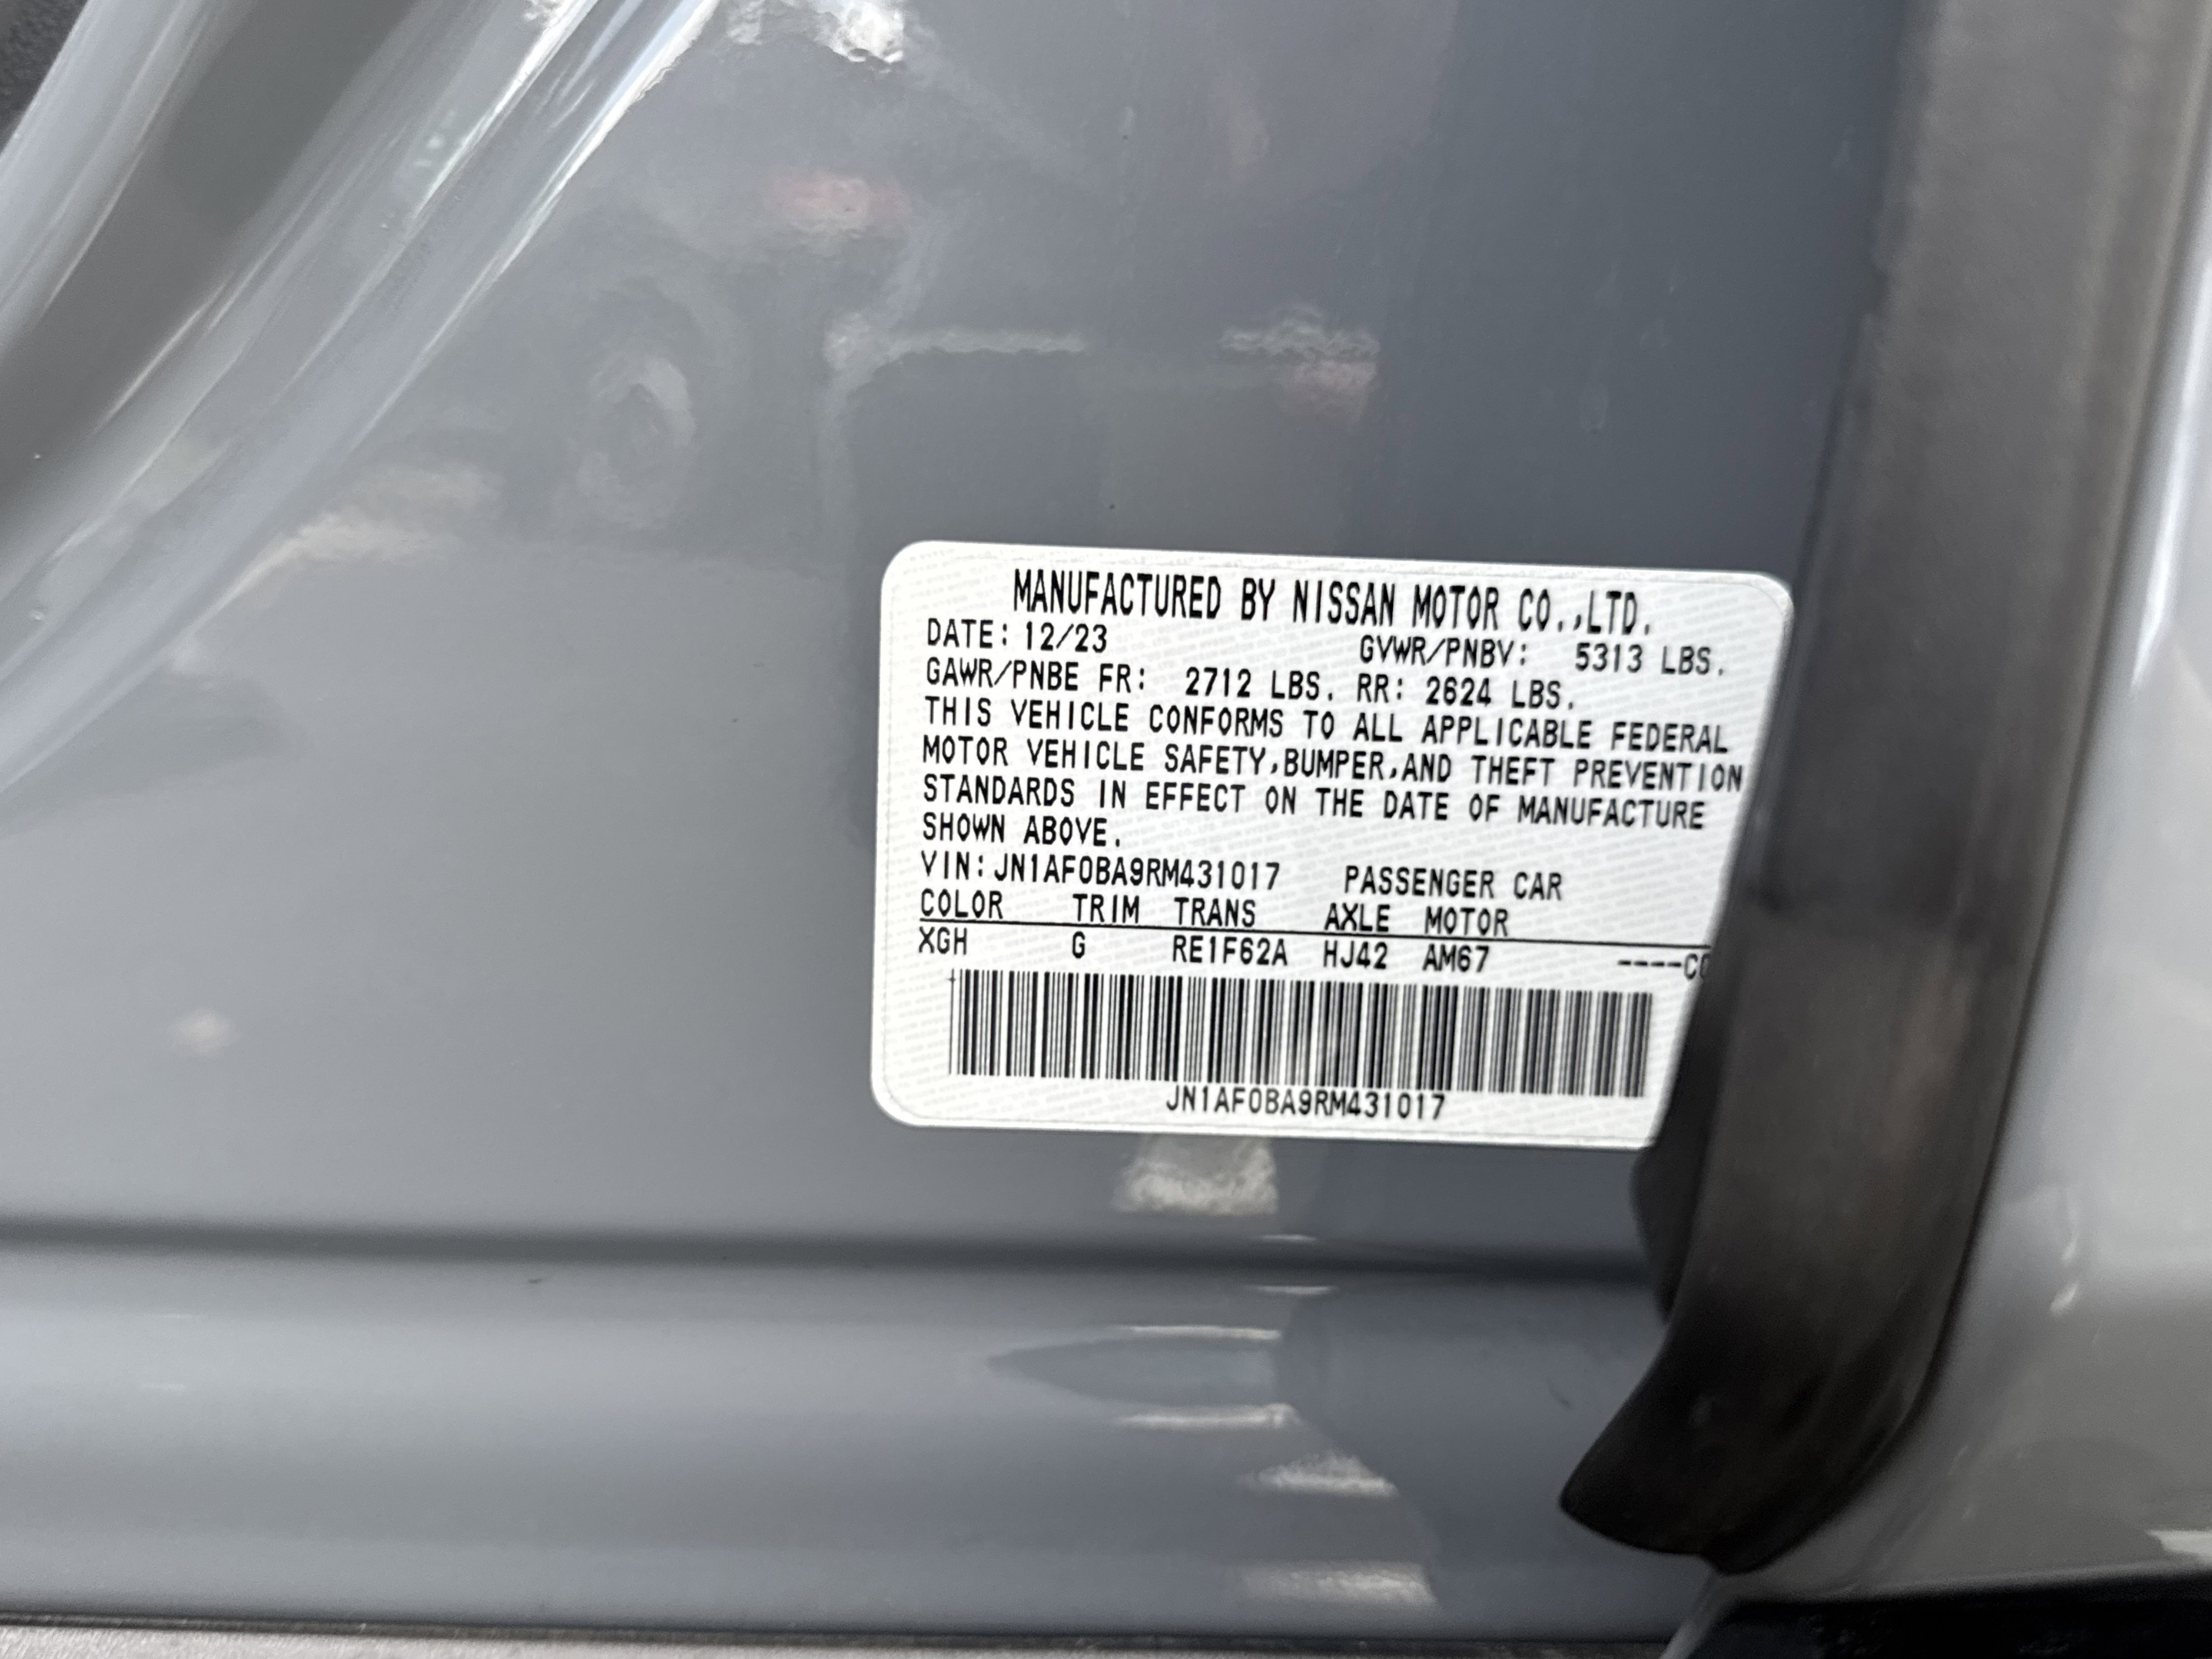 MANUFACTURED BY NISSAN MOTOR CO.,LTD.
DATE: 12/23 GVWR/PNBV: 5313 LBS.
GAWR/PNBE FR: 2712 LBS. RR: 2624 LBS.
THIS VEHICLE CONFORMS TO ALL APPLICABLE FEDERAL
MOTOR VEHICLE SAFETY,BUMPER,AND THEFT PREVENTION
STANDARDS IN EFFECT ON THE DATE OF MANUFACTURE
SHOWN ABOVE.
VIN: JN1AF0BA9RM431017 PASSENGER CAR
COLOR TRIM TRANS AXLE MOTOR
XGH G RE1F62A HJ42 AM67
JN1AF0BA9RM431017